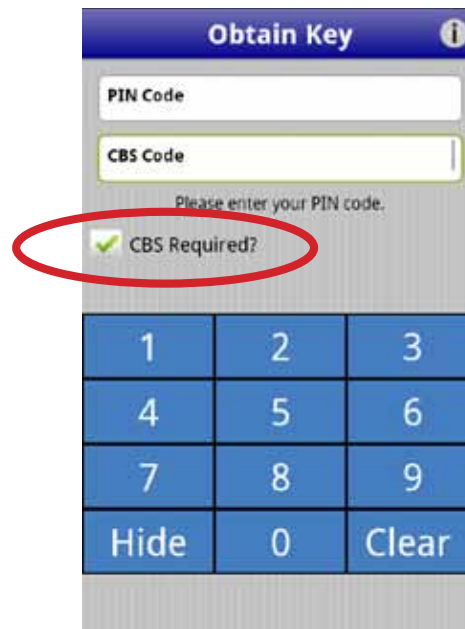 Obtain Key i
PIN Code
CBS Code
Please enter your PIN code.
CBS Required?
1 2 3
4 5 6
7 8 9
Hide 0 Clear